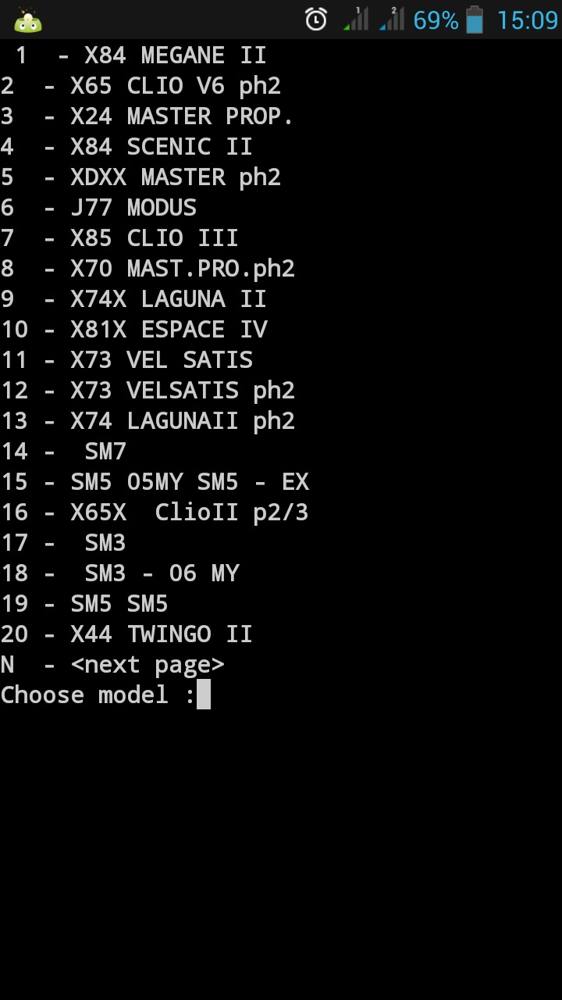 1 2 69% 15:09
1  - X84 MEGANE II
2  - X65 CLIO V6 ph2
3  - X24 MASTER PROP.
4  - X84 SCENIC II
5  - XDXX MASTER ph2
6  - J77 MODUS
7  - X85 CLIO III
8  - X70 MAST.PRO.ph2
9  - X74X LAGUNA II
10 - X81X ESPACE IV
11 - X73 VEL SATIS
12 - X73 VELSATIS ph2
13 - X74 LAGUNAII ph2
14 -  SM7
15 - SM5 05MY SM5 - EX
16 - X65X  ClioII p2/3
17 -  SM3
18 -  SM3 - 06 MY
19 - SM5 SM5
20 - X44 TWINGO II
N  - <next page>
Choose model :